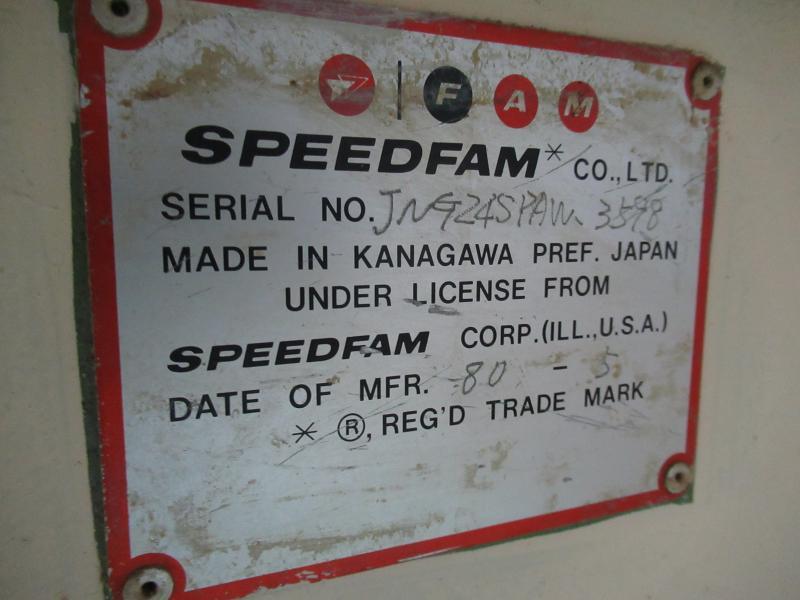 F A M
SPEEDFAM* CO., LTD.
SERIAL NO. 3598
MADE IN KANAGAWA PREF. JAPAN
UNDER LICENSE FROM
SPEEDFAM CORP. (ILL., U.S.A.)
DATE OF MFR. 80 - 5
* ®, REG'D TRADE MARK